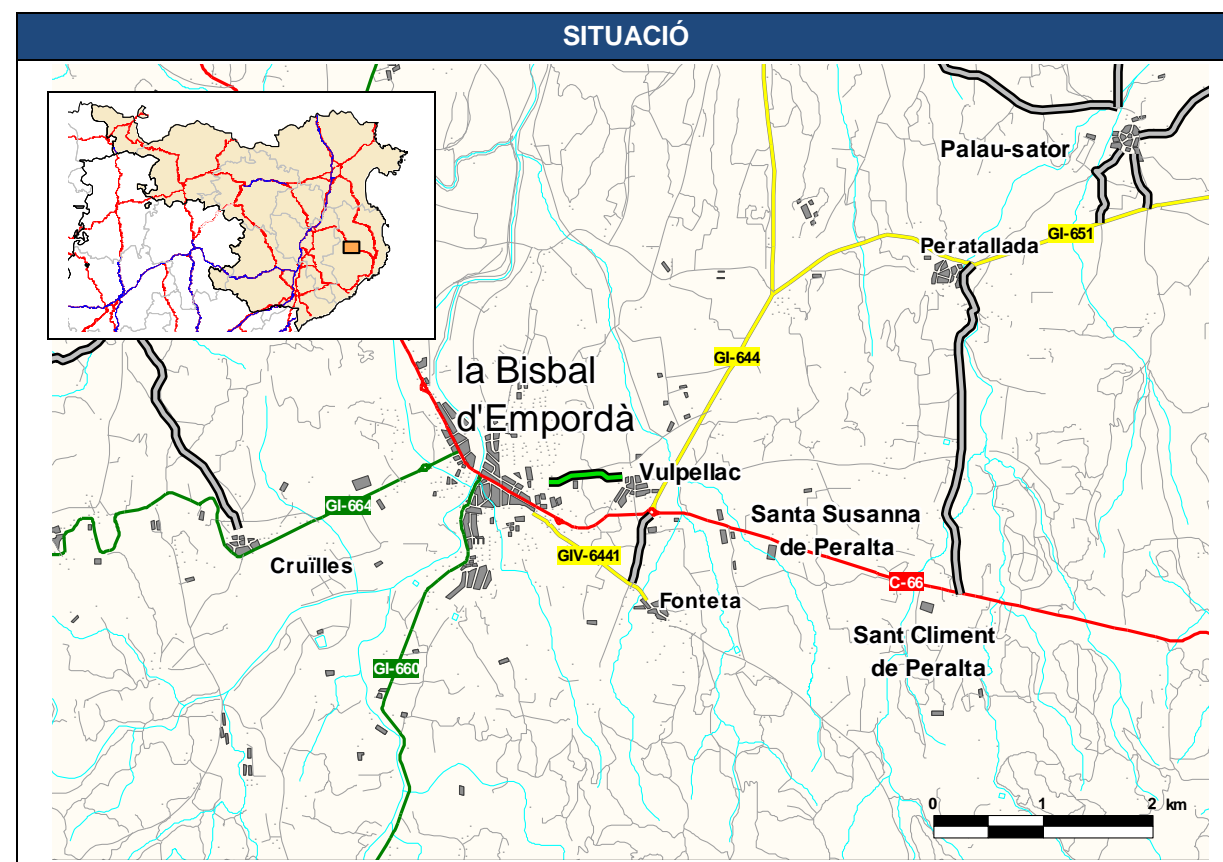 SITUACIÓ
Palau-sator
GI-651
Peratallada
GI-644
la Bisbal
d'Empordà
Vulpellac
GI-664
Santa Susanna
de Peralta
GIV-6441
Cruïlles
C-66
Fonteta
Sant Climent
de Peralta
GI-660
0 1 2 km